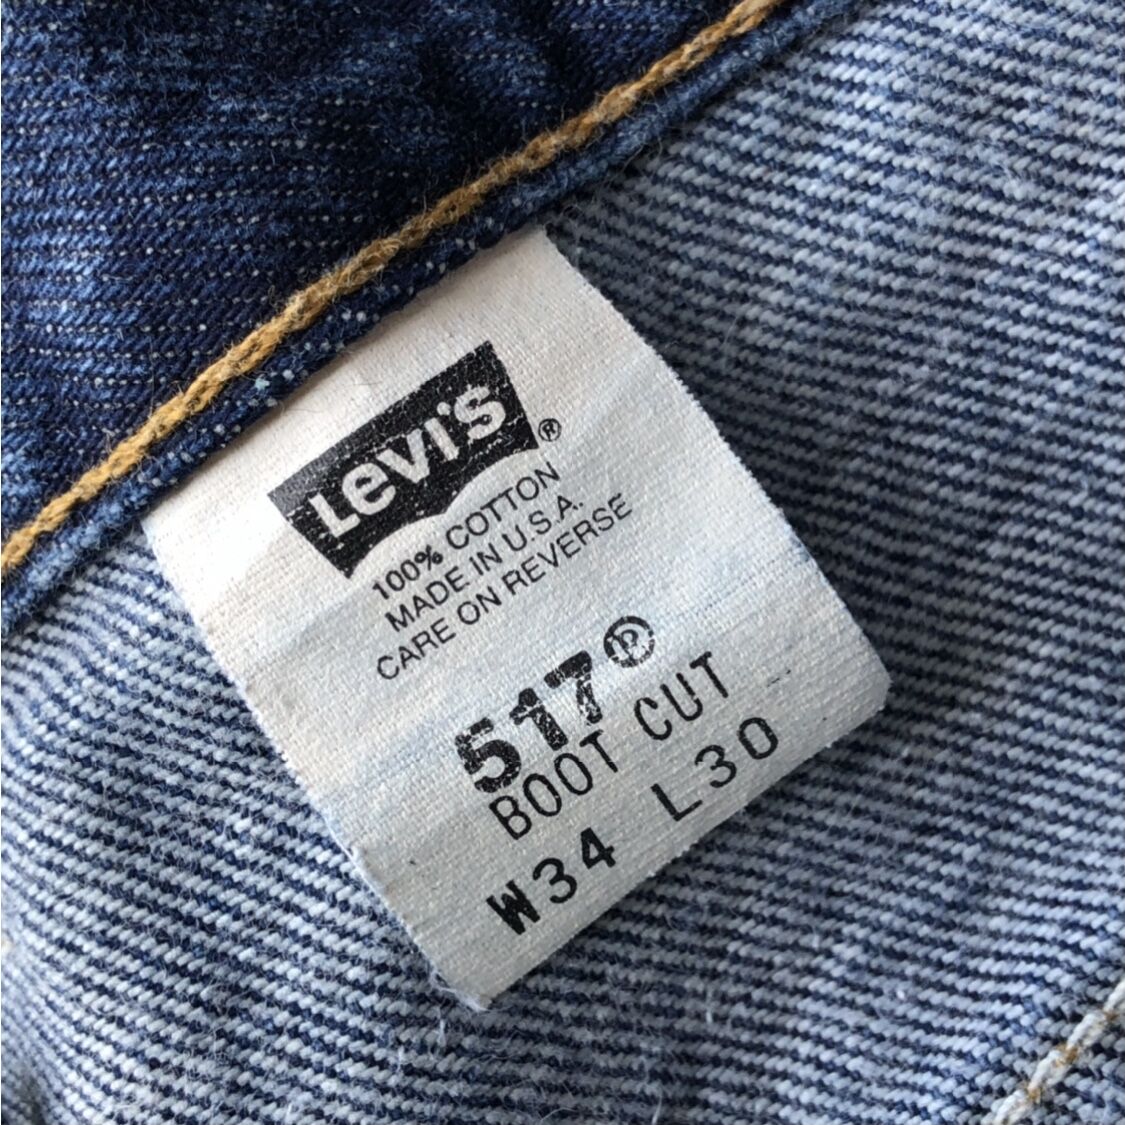 Levi's®
100% COTTON
MADE IN U.S.A.
CARE ON REVERSE
517®
BOOT CUT
W34 L30